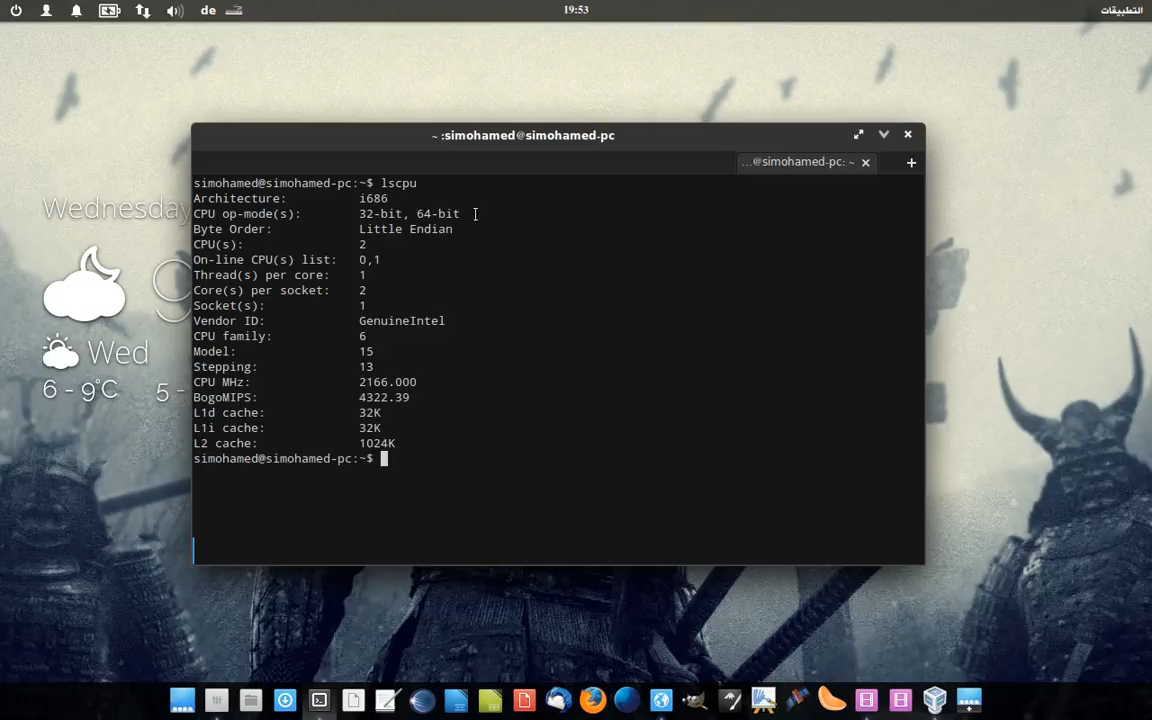 de
19:53
التطبيقات
~ :simohamed@simohamed-pc
...@simohamed-pc: ~
simohamed@simohamed-pc:~$ lscpu
Architecture: i686
CPU op-mode(s): 32-bit, 64-bit
Byte Order: Little Endian
CPU(s): 2
On-line CPU(s) list: 0,1
Thread(s) per core: 1
Core(s) per socket: 2
Socket(s): 1
Vendor ID: GenuineIntel
CPU family: 6
Model: 15
Stepping: 13
CPU MHz: 2166.000
BogoMIPS: 4322.39
L1d cache: 32K
L1i cache: 32K
L2 cache: 1024K
simohamed@simohamed-pc:~$
Wednesday
Wed
6 - 9°C
5 -